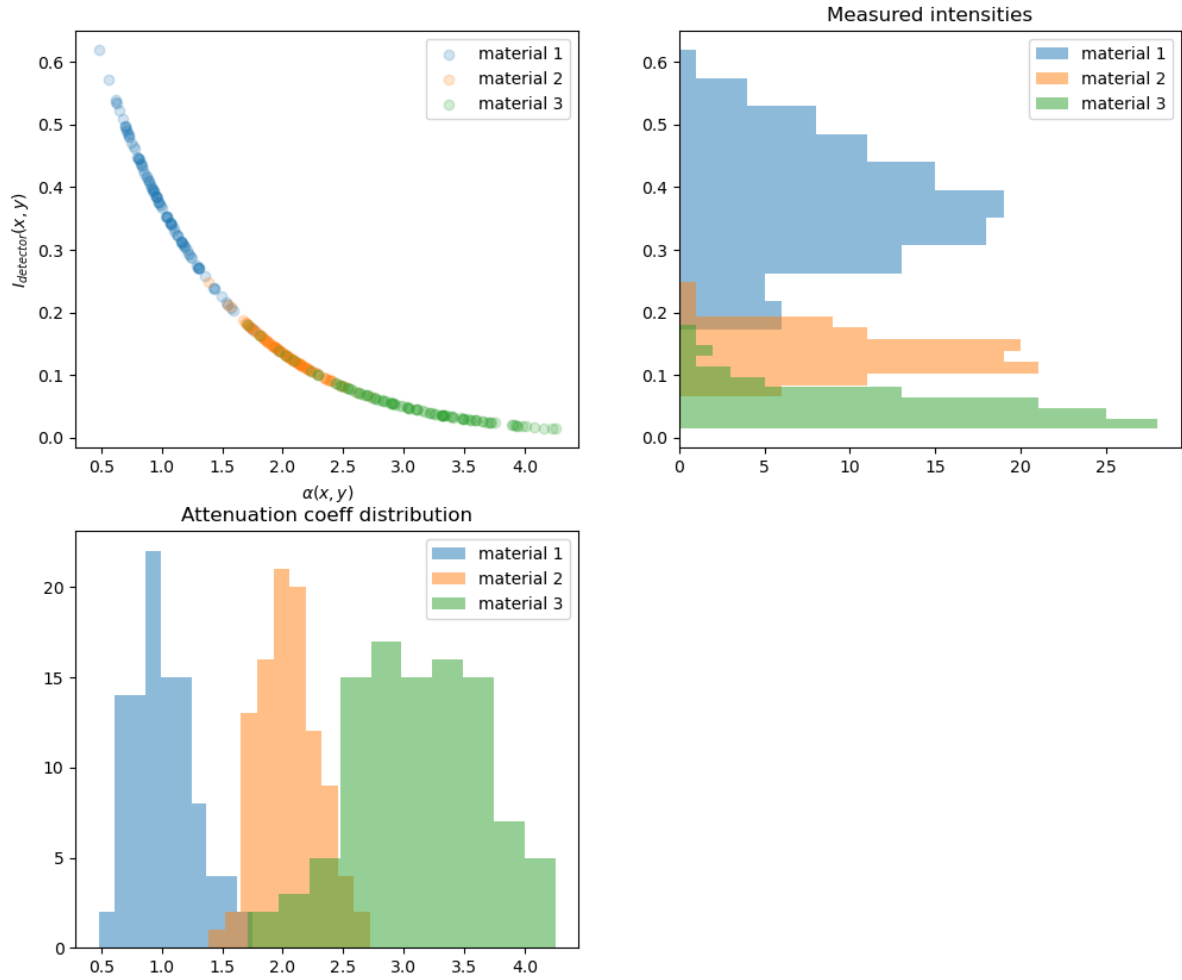 Measured intensities
0.6
0.5
0.4
0.3
0.2
0.1
0.0
I_detector(x, y)
material 1
material 2
material 3
0.5 1.0 1.5 2.0 2.5 3.0 3.5 4.0
α(x, y)
0.6
0.5
0.4
0.3
0.2
0.1
0.0
material 1
material 2
material 3
0 5 10 15 20 25
Attenuation coeff distribution
20
15
10
5
0
material 1
material 2
material 3
0.5 1.0 1.5 2.0 2.5 3.0 3.5 4.0